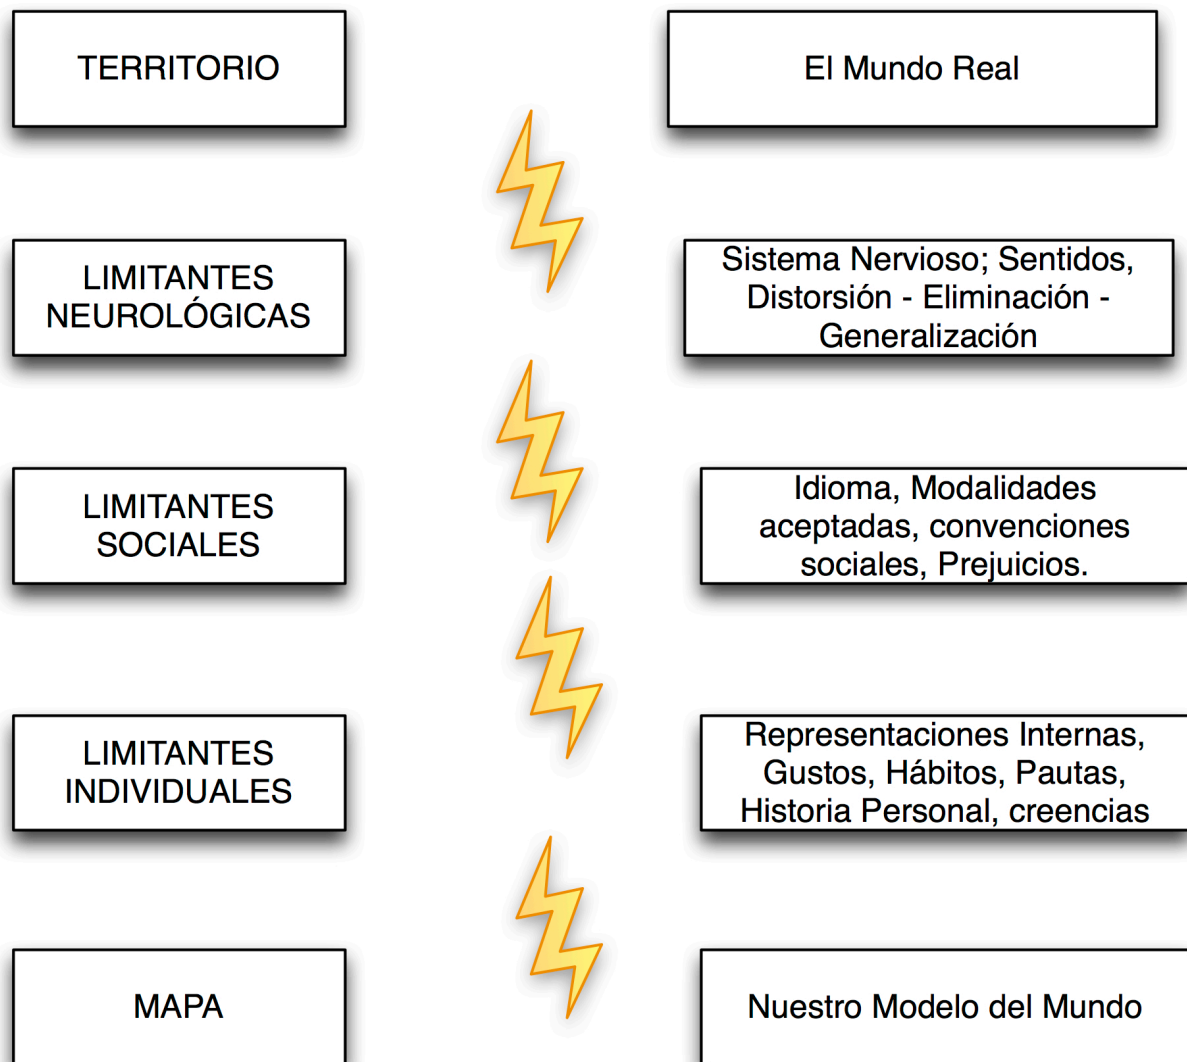 TERRITORIO
El Mundo Real
LIMITANTES
NEUROLÓGICAS
Sistema Nervioso; Sentidos,
Distorsión - Eliminación -
Generalización
LIMITANTES
SOCIALES
Idioma, Modalidades
aceptadas, convenciones
sociales, Prejuicios.
LIMITANTES
INDIVIDUALES
Representaciones Internas,
Gustos, Hábitos, Pautas,
Historia Personal, creencias
MAPA
Nuestro Modelo del Mundo